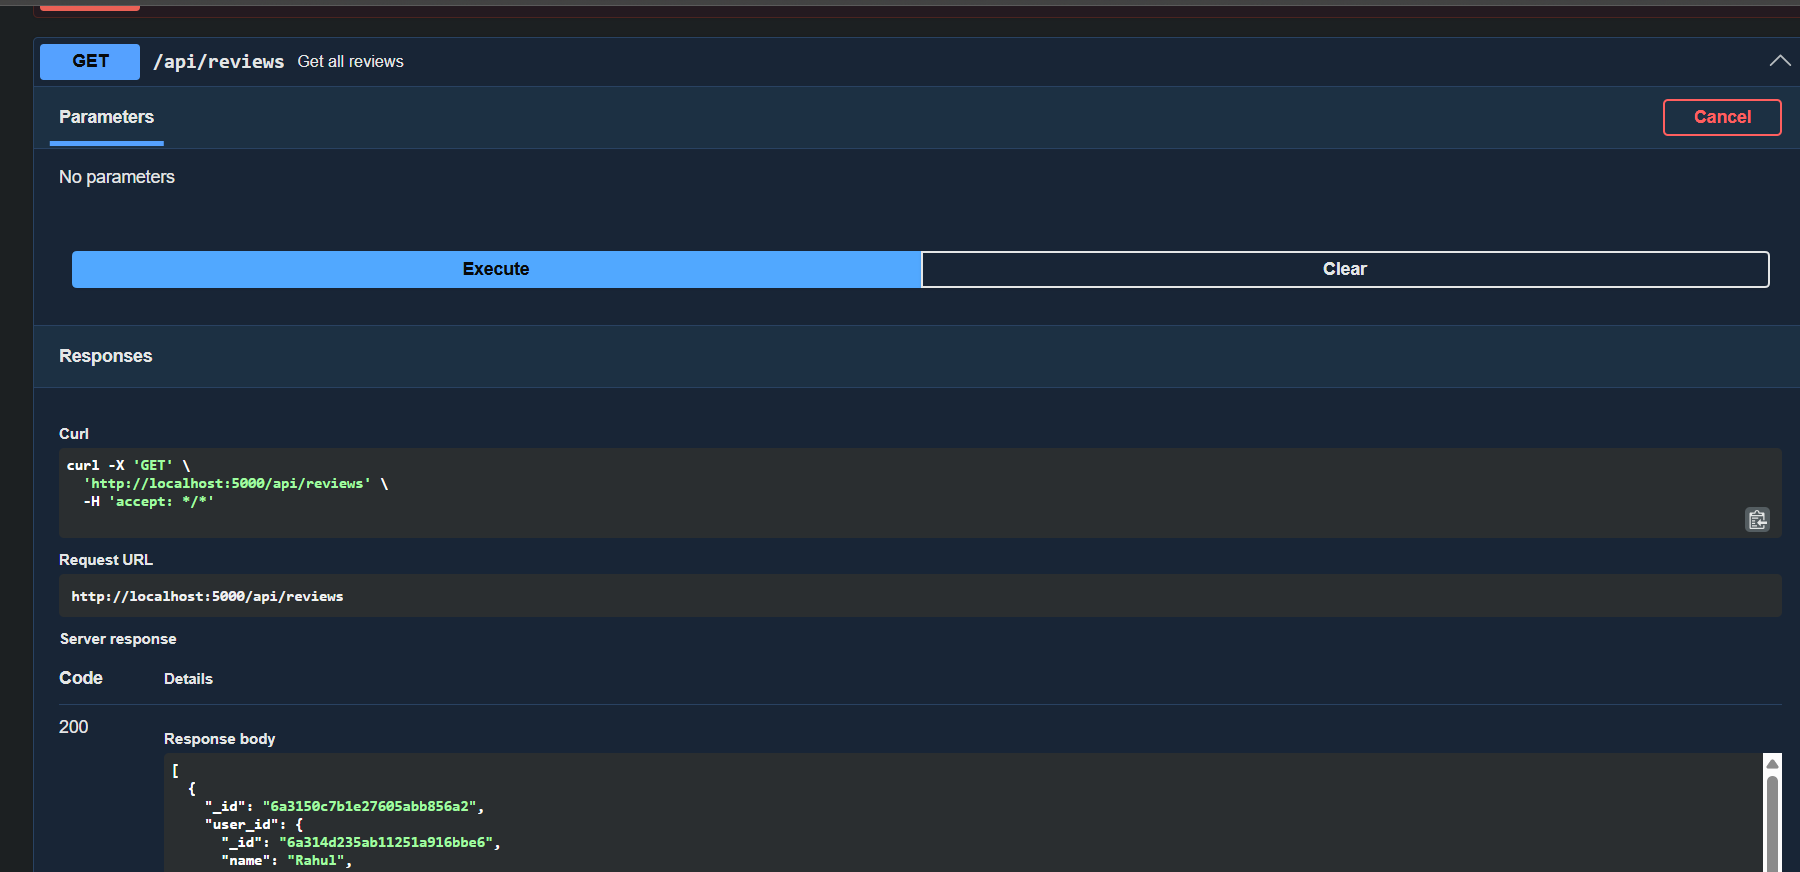 GET /api/reviews Get all reviews
Parameters
Cancel
No parameters
Execute
Clear
Responses
Curl
curl -X 'GET' \
'http://localhost:5000/api/reviews' \
-H 'accept: */*'
Request URL
http://localhost:5000/api/reviews
Server response
Code Details
200
Response body
[
{
"_id": "6a3150c7b1e27605abb856a2",
"user_id": {
"_id": "6a314d235ab11251a916bbe6",
"name": "Rahul",